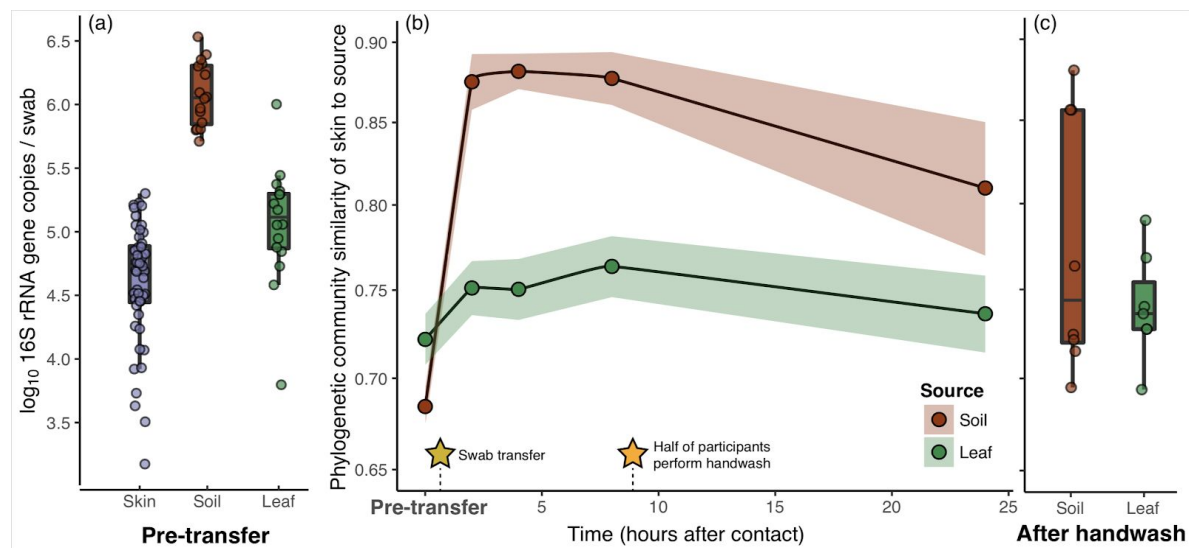 (a)
log10 16S rRNA gene copies / swab
6.5
6.0
5.5
5.0
4.5
4.0
3.5
Skin
Soil
Leaf
Pre-transfer
(b)
Phylogenetic community similarity of skin to source
0.90
0.85
0.80
0.75
0.70
0.65
Swab transfer
Half of participants
perform handwash
Source
Soil
Leaf
Pre-transfer
5
10
15
20
25
Time (hours after contact)
(c)
Soil
Leaf
After handwash